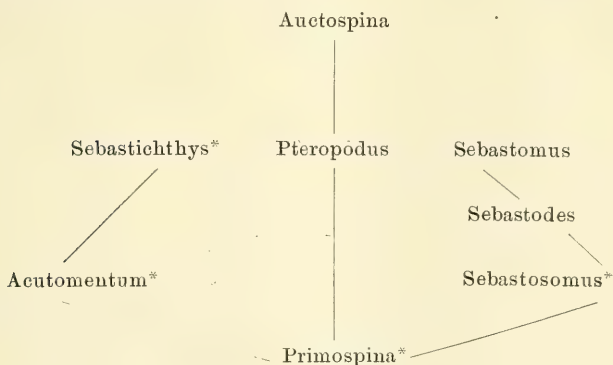 Auctospina
Sebastichthys* Pteropodus Sebastomus
Sebastodes
Acutomentum* Sebastosomus*
Primospina*